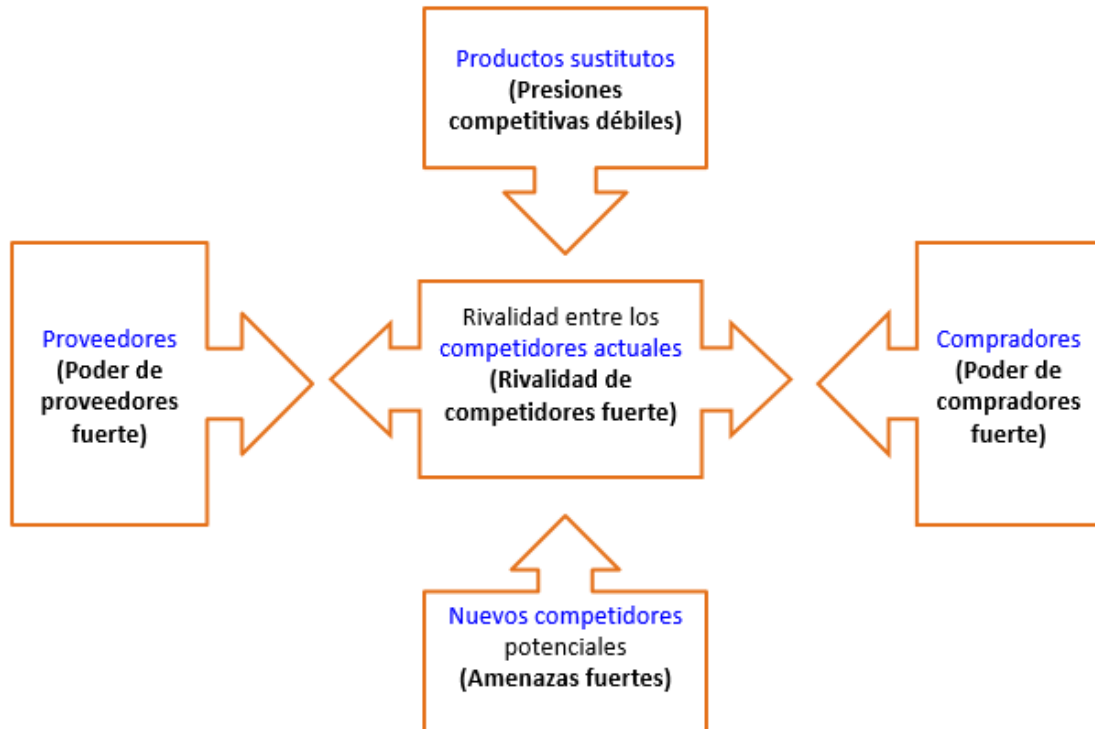 Productos sustitutos
(Presiones
competitivas débiles)
Proveedores
(Poder de
proveedores
fuerte)
Rivalidad entre los
competidores actuales
(Rivalidad de
competidores fuerte)
Compradores
(Poder de
compradores
fuerte)
Nuevos competidores
potenciales
(Amenazas fuertes)